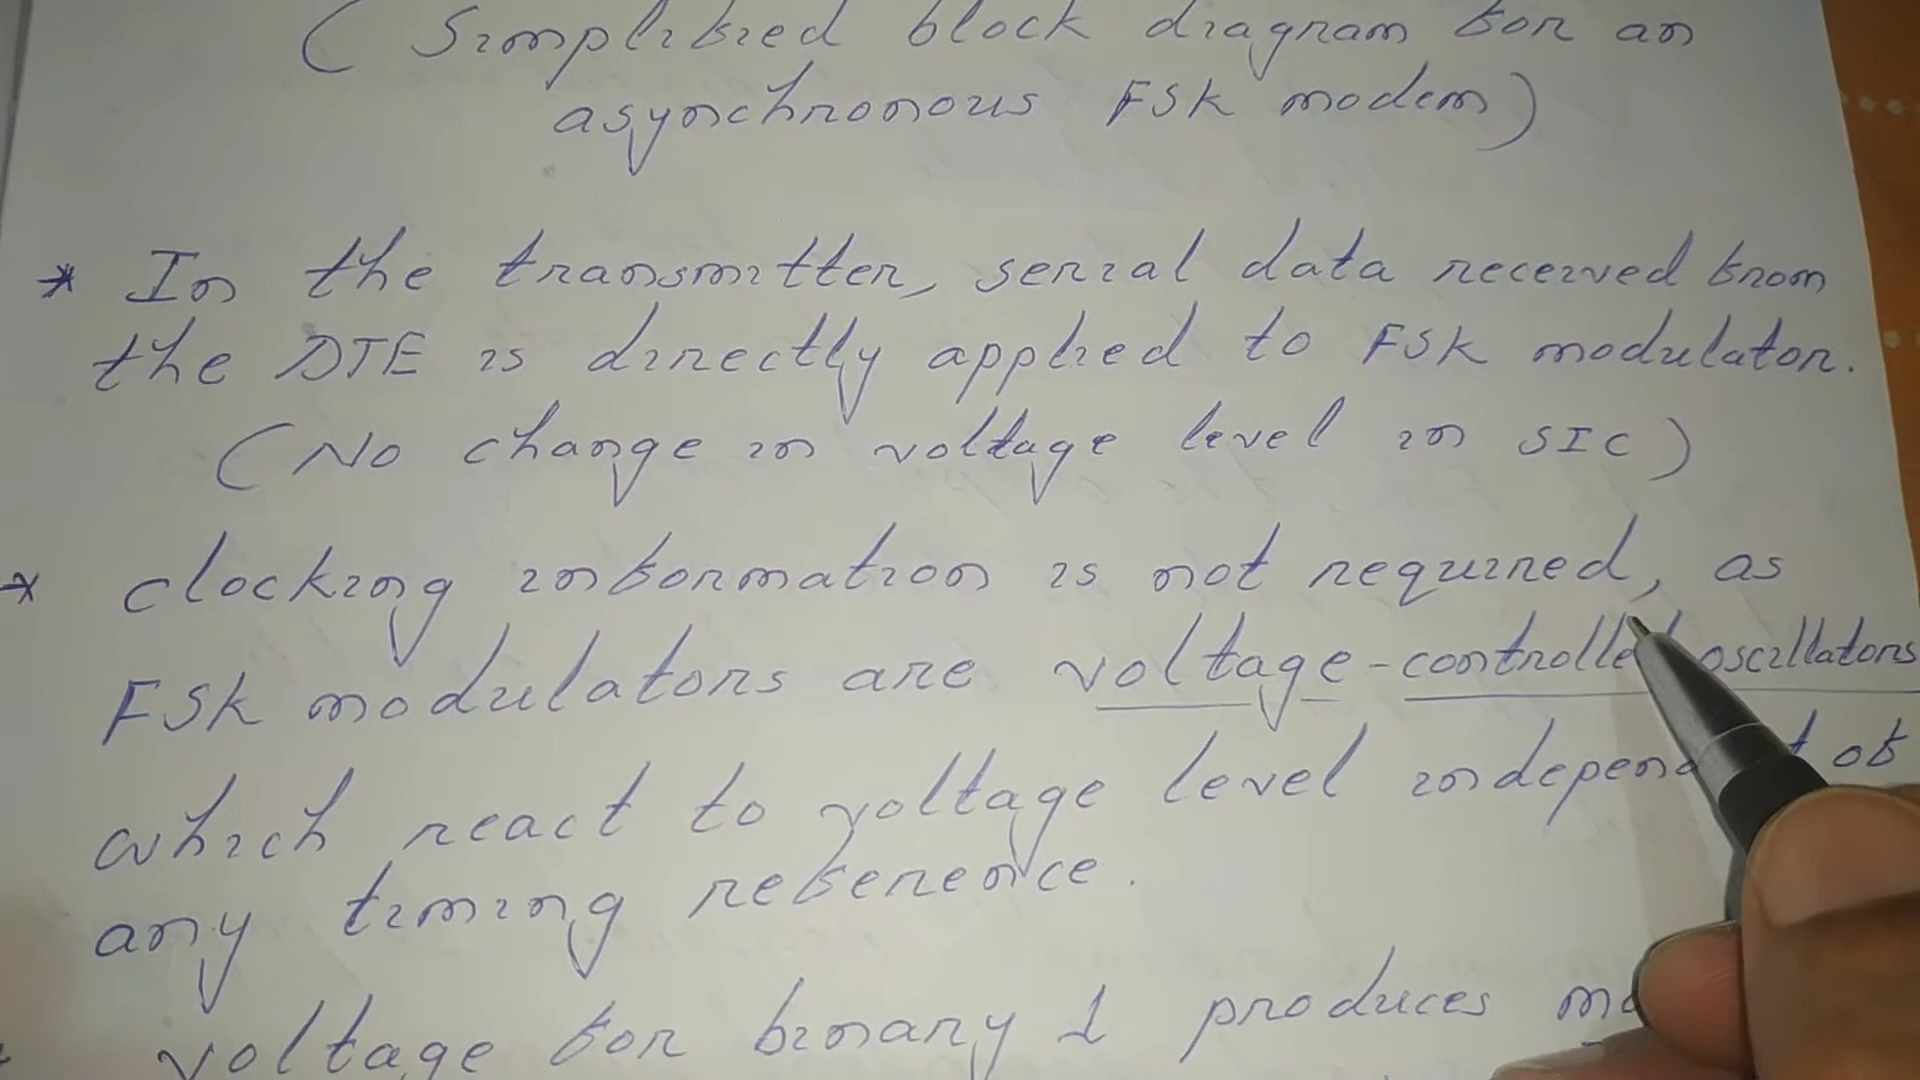 ( Simplified block diagram for an
asynchronous FSK modem)
* In the transmitter, serial data received from
the DTE is directly applied to FSK modulator.
(No change in voltage level in SIC)
* clocking information is not required, as
FSK modulators are voltage-controlled oscillators
which react to voltage level independent of
any timing reference.
voltage for binary 1 produces